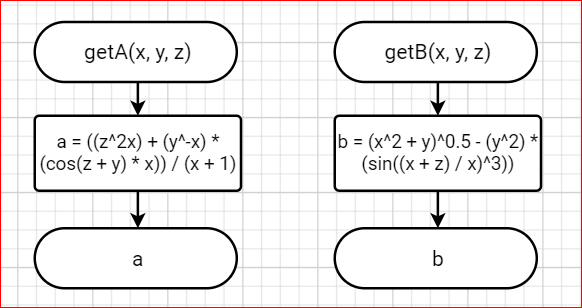 getA(x, y, z)
a = ((z^2x) + (y^-x) *
(cos(z + y) * x)) / (x + 1)
a
getB(x, y, z)
b = (x^2 + y)^0.5 - (y^2) *
(sin((x + z) / x)^3))
b